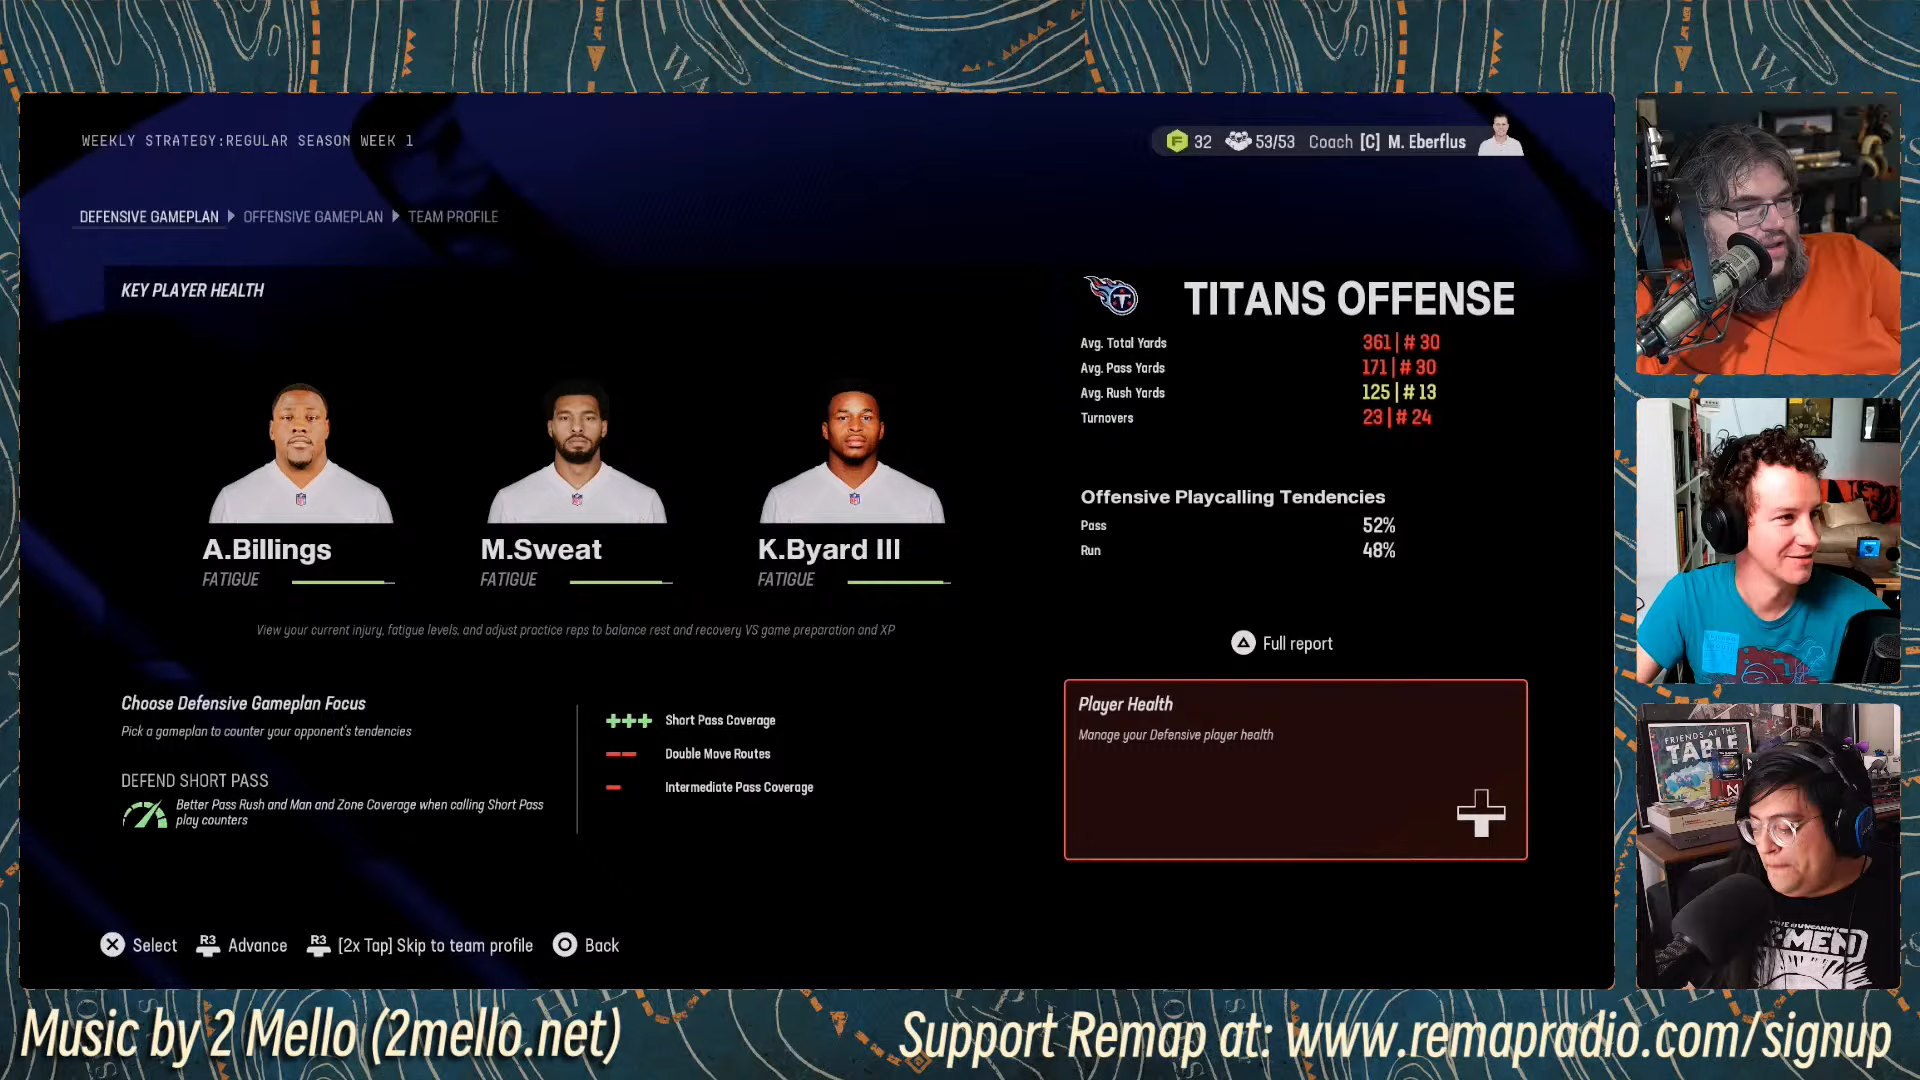 WEEKLY STRATEGY:REGULAR SEASON WEEK 1
32 53/53 Coach [C] M. Eberflus
DEFENSIVE GAMEPLAN OFFENSIVE GAMEPLAN TEAM PROFILE
KEY PLAYER HEALTH
A.Billings
FATIGUE
M.Sweat
FATIGUE
K.Byard III
FATIGUE
View your current injury, fatigue levels, and adjust practice reps to balance rest and recovery VS game preparation and XP
TITANS OFFENSE
Avg. Total Yards 361 | # 30
Avg. Pass Yards 171 | # 30
Avg. Rush Yards 125 | # 13
Turnovers 23 | # 24
Offensive Playcalling Tendencies
Pass 52%
Run 48%
Full report
Choose Defensive Gameplan Focus
Pick a gameplan to counter your opponent's tendencies
DEFEND SHORT PASS
Better Pass Rush and Man and Zone Coverage when calling Short Pass
play counters
+++ Short Pass Coverage
-- Double Move Routes
- Intermediate Pass Coverage
Player Health
Manage your Defensive player health
Select R3 Advance R3 [2x Tap] Skip to team profile Back
FRIENDS AT THE
TABLE
X-MEN
Music by 2 Mello (2mello.net)
Support Remap at: www.remapradio.com/signup